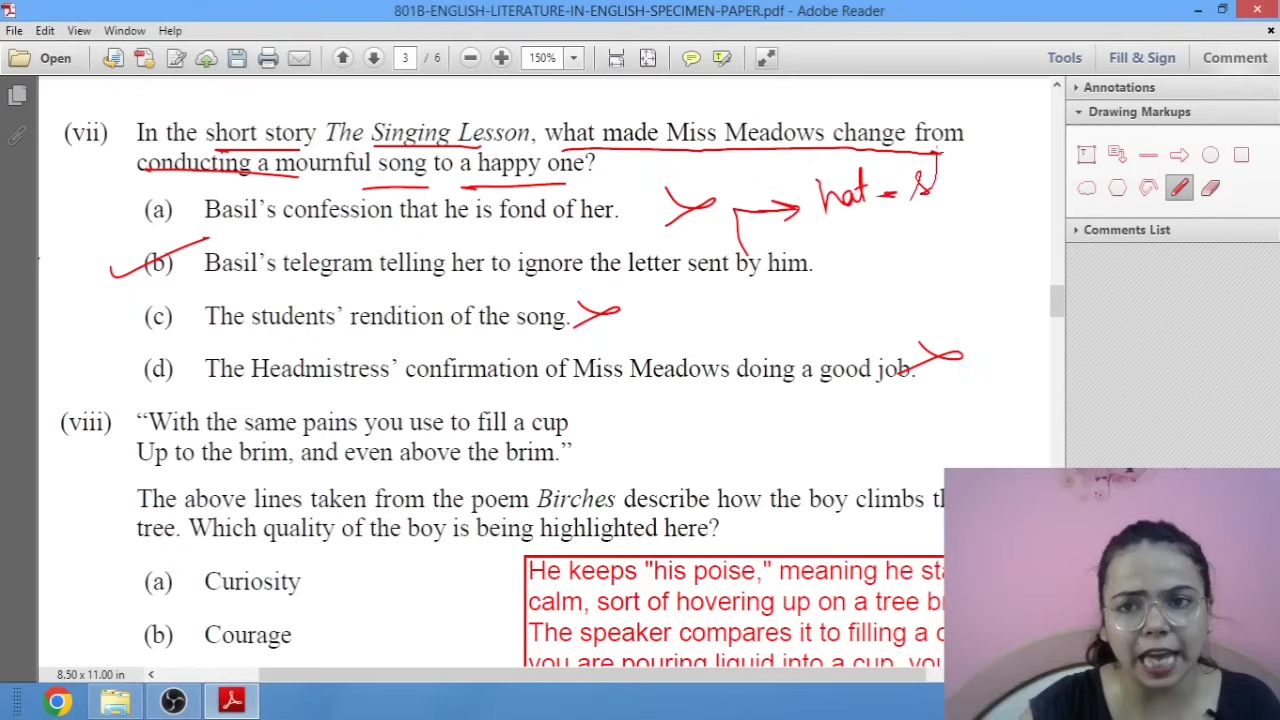 801B-ENGLISH-LITERATURE-IN-ENGLISH-SPECIMEN-PAPER.pdf - Adobe Reader
File Edit View Window Help
Open 3 / 6 150% Tools Fill & Sign Comment
Annotations
Drawing Markups
Comments List
(vii) In the short story The Singing Lesson, what made Miss Meadows change from
conducting a mournful song to a happy one?
hat = s
(a) Basil's confession that he is fond of her.
(b) Basil's telegram telling her to ignore the letter sent by him.
(c) The students' rendition of the song.
(d) The Headmistress' confirmation of Miss Meadows doing a good job.
(viii) "With the same pains you use to fill a cup
Up to the brim, and even above the brim."
The above lines taken from the poem Birches describe how the boy climbs
tree. Which quality of the boy is being highlighted here?
(a) Curiosity
(b) Courage
He keeps "his poise," meaning he
calm, sort of hovering up on a tree
The speaker compares it to filling a
you are pouring liquid into a cup,
8.50 x 11.00 in